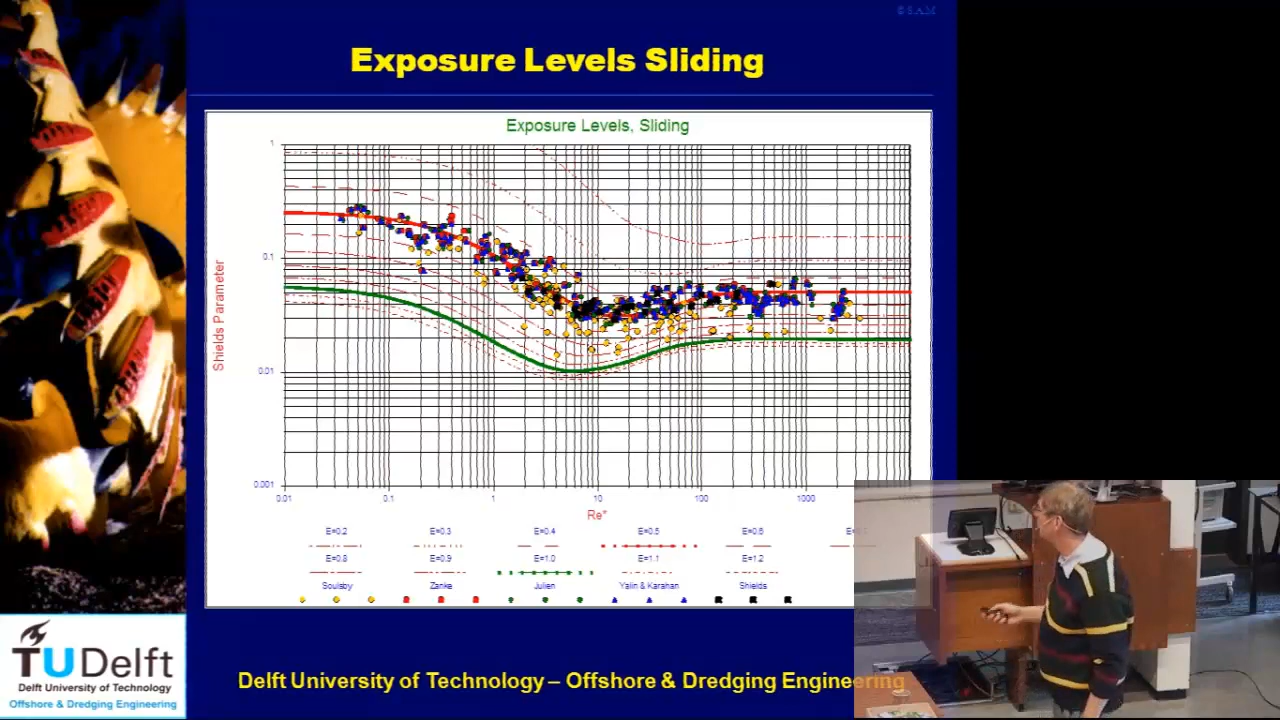 © S.A.M
Exposure Levels Sliding
Exposure Levels, Sliding
Shields Parameter
1
0.1
0.01
0.001
0.01 0.1 1 10 100 1000
Re*
E=0.2 E=0.3 E=0.4 E=0.5 E=0.6
E=0.8 E=0.9 E=1.0 E=1.1 E=1.2
Soulsby Zanke Julien Yalin & Karahan Shields
TU Delft
Delft University of Technology
Offshore & Dredging Engineering
Delft University of Technology – Offshore & Dredging Engineering